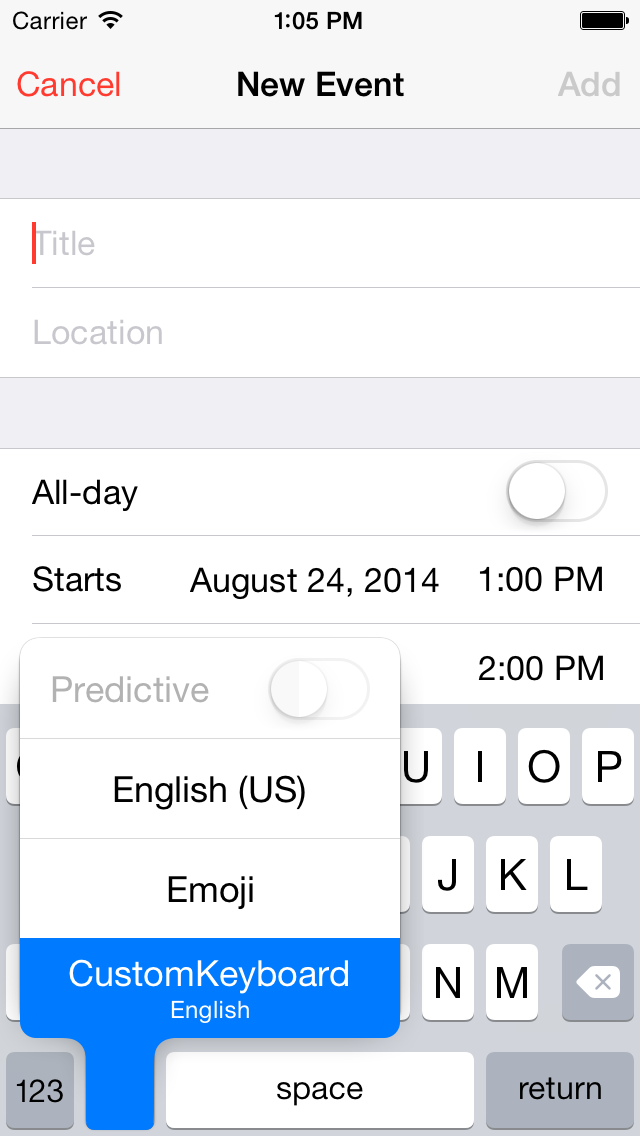 Carrier 1:05 PM
Cancel New Event Add
Title
Location
All-day
Starts August 24, 2014 1:00 PM
2:00 PM
Predictive
English (US)
Emoji
CustomKeyboard
English
U I O P
J K L
N M
123 space return